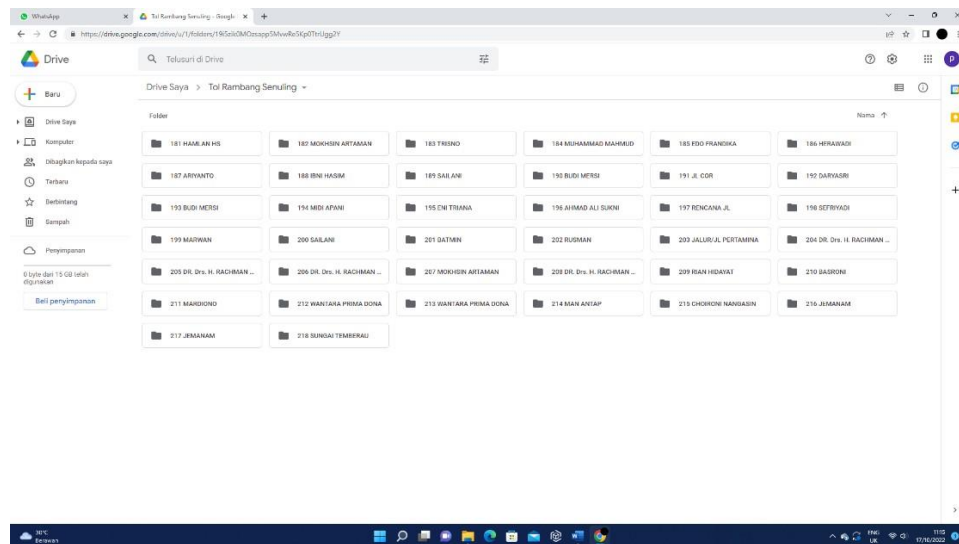 WhatsApp
Tol Rambang Senuling - Google
Drive
Telusuri di Drive
Baru
Drive Saya > Tol Rambang Senuling
Drive Saya
Komputer
Dibagikan kepada saya
Terbaru
Berbintang
Sampah
Penyimpanan
0 byte dari 15 GB telah
digunakan
Beli penyimpanan
Folder
Nama
181 HAMLAN HS
182 MOKHSIN ARTAMAN
183 TRISNO
184 MUHAMMAD MAHMUD
185 EDO FRANDIKA
186 HERAWADI
187 ARIYANTO
188 IBNI HASIM
189 SAILANI
190 BUDI MERSI
191 JL COR
192 DARYASRI
193 BUDI MERSI
194 MIDI APANI
195 ENI TRIANA
196 AHMAD ALI SUKNI
197 RENCANA JL
198 SEFRIYADI
199 MARWAN
200 SAILANI
201 BATMIN
202 RUSMAN
203 JALUR/JL PERTAMINA
204 DR. Drs. H. RACHMAN ...
205 DR. Drs. H. RACHMAN ...
206 DR. Drs. H. RACHMAN ...
207 MOKHSIN ARTAMAN
208 DR. Drs. H. RACHMAN ...
209 RIAN HIDAYAT
210 BASRONI
211 MARDIONO
212 WANTARA PRIMA DONA
213 WANTARA PRIMA DONA
214 MAN ANTAP
215 CHOIRONI NANGASIN
216 JEMANAM
217 JEMANAM
218 SUNGAI TEMBERAU
30°C
Berawan
ENG
UK
1115
17/10/2022